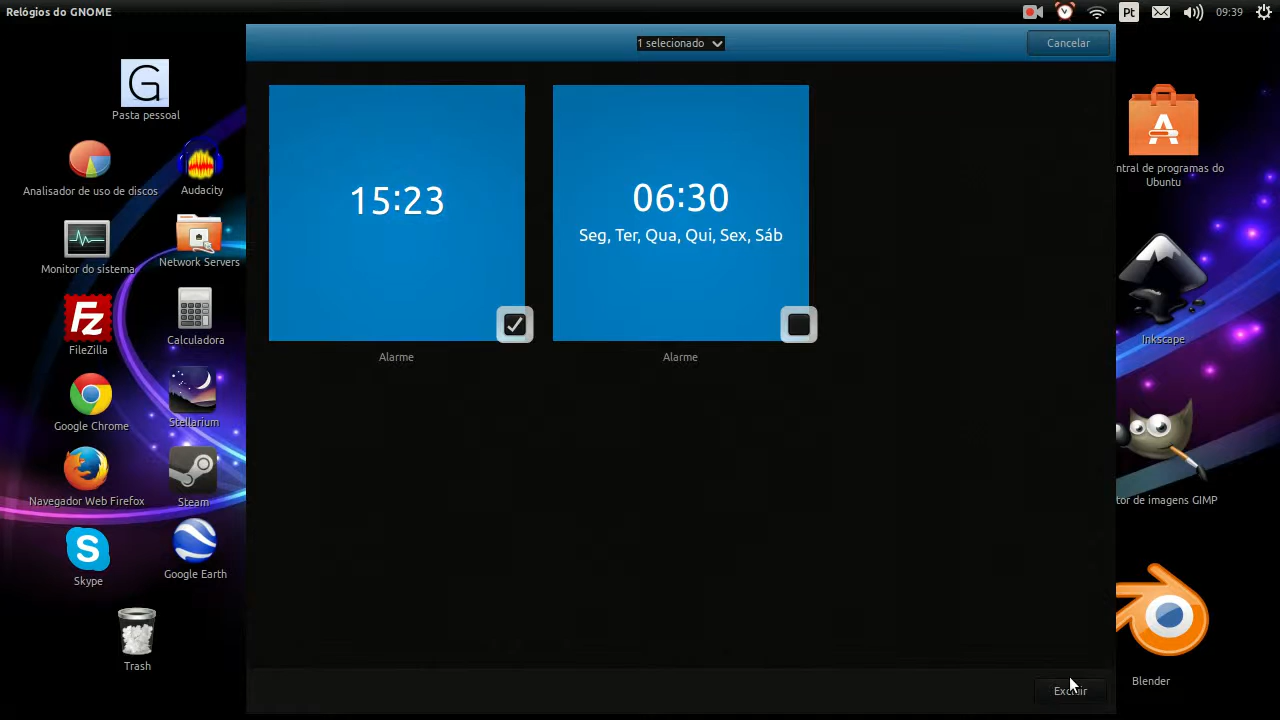 Relógios do GNOME
Pt
09:39
1 selecionado
Cancelar
G
Pasta pessoal
Analisador de uso de discos
Audacity
Monitor do sistema
Network Servers
Fz
FileZilla
Calculadora
Google Chrome
Stellarium
Navegador Web Firefox
Steam
S
Skype
Google Earth
Trash
15:23
Alarme
06:30
Seg, Ter, Qua, Qui, Sex, Sáb
Alarme
Excluir
ntral de programas do
Ubuntu
Inkscape
tor de imagens GIMP
Blender